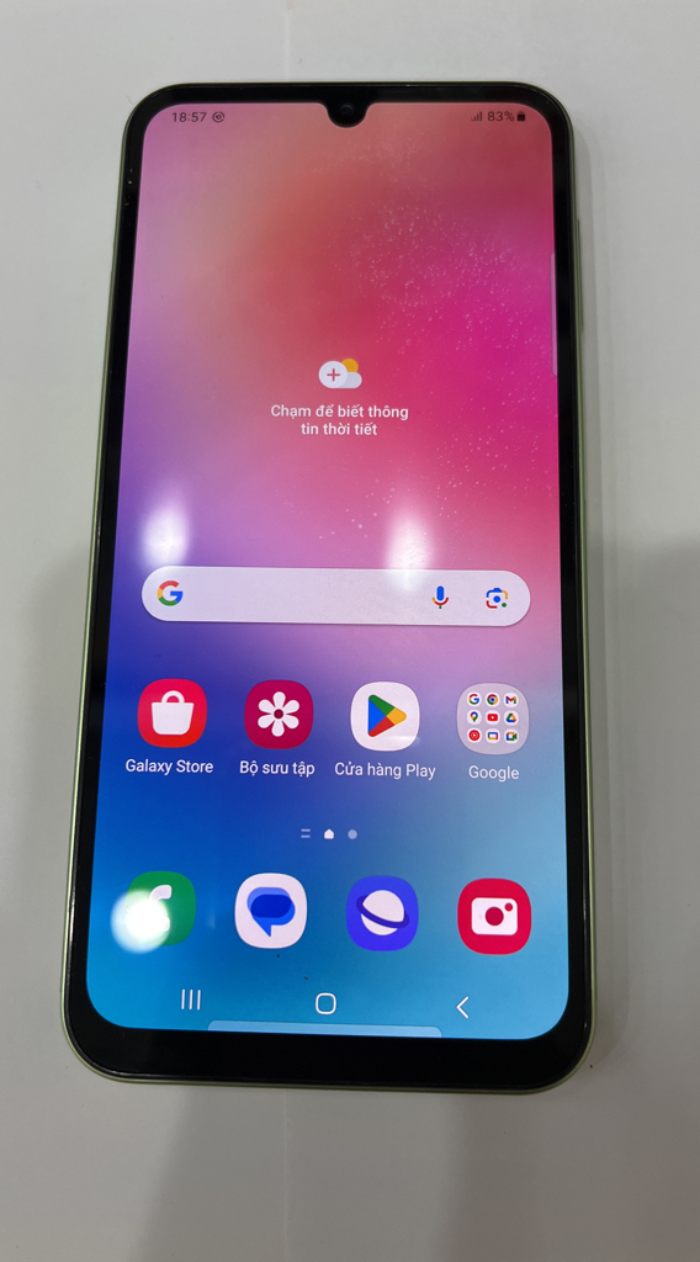 18:57 83%
Chạm để biết thông
tin thời tiết
Galaxy Store Bộ sưu tập Cửa hàng Play Google